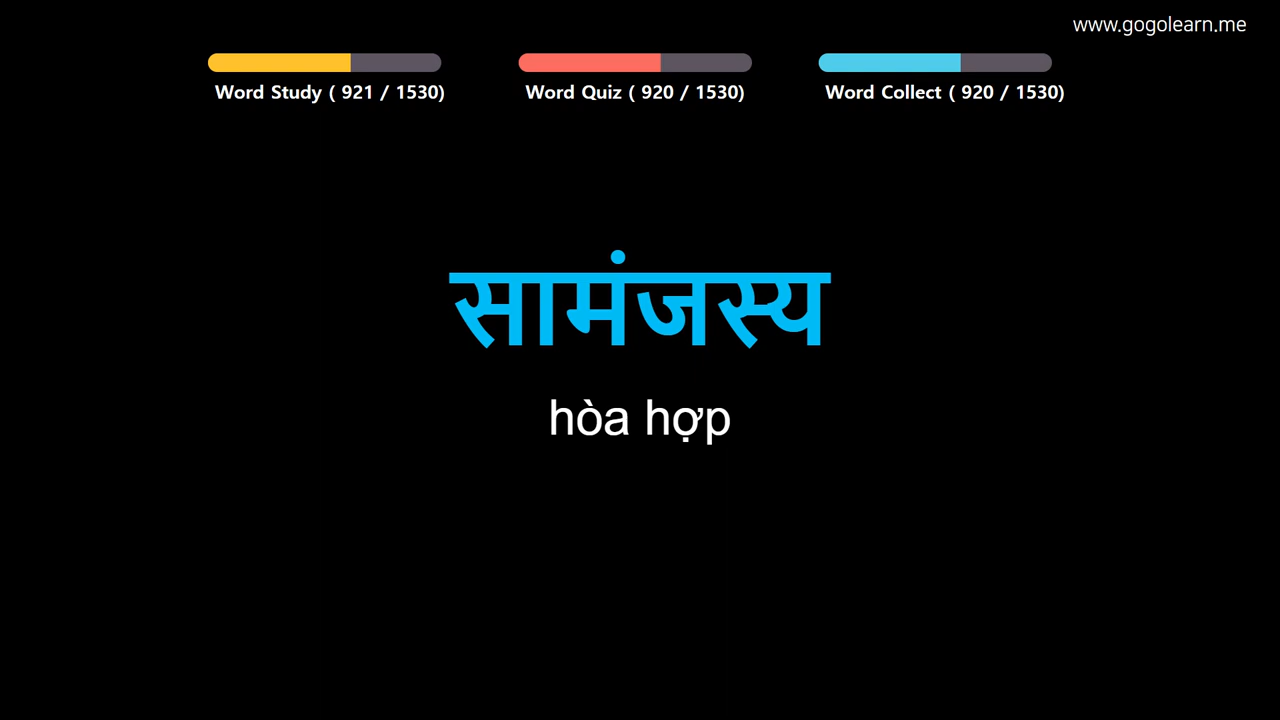 www.gogolearn.me
Word Study ( 921 / 1530)
Word Quiz ( 920 / 1530)
Word Collect ( 920 / 1530)
सामंजस्य
hòa hợp